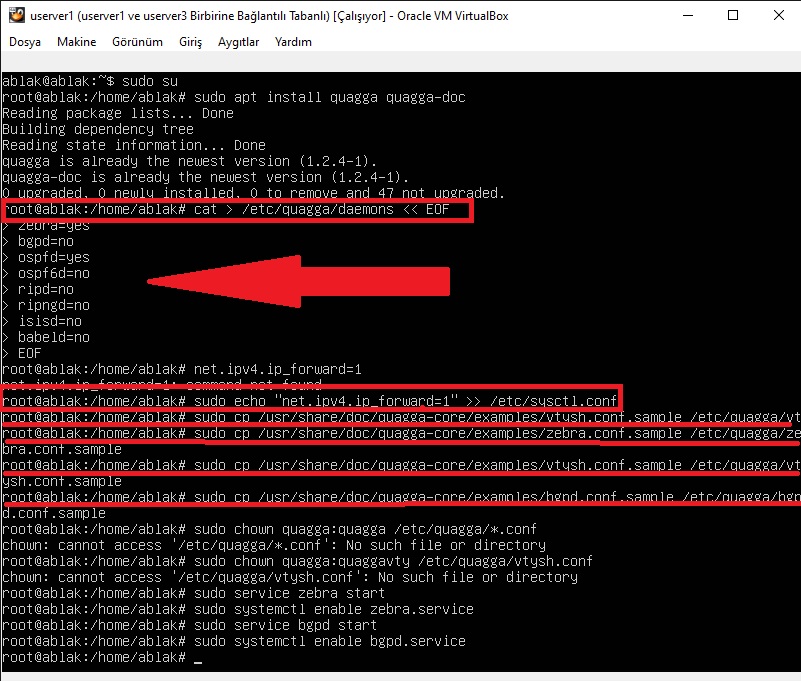 userver1 (userver1 ve userver3 Birbirine Bağlantılı Tabanlı) [Çalışıyor] - Oracle VM VirtualBox
Dosya Makine Görünüm Giriş Aygıtlar Yardım
ablak@ablak:~$ sudo su
root@ablak:/home/ablak# sudo apt install quagga quagga-doc
Reading package lists... Done
Building dependency tree
Reading state information... Done
quagga is already the newest version (1.2.4-1).
quagga-doc is already the newest version (1.2.4-1).
0 upgraded, 0 newly installed, 0 to remove and 47 not upgraded.
root@ablak:/home/ablak# cat > /etc/quagga/daemons << EOF
> zebra=yes
> bgpd=no
> ospfd=yes
> ospf6d=no
> ripd=no
> ripngd=no
> isisd=no
> babeld=no
> EOF
root@ablak:/home/ablak# net.ipv4.ip_forward=1
net.ipv4.ip_forward=1: command not found
root@ablak:/home/ablak# sudo echo "net.ipv4.ip_forward=1" >> /etc/sysctl.conf
root@ablak:/home/ablak# sudo cp /usr/share/doc/quagga-core/examples/vtysh.conf.sample /etc/quagga/vt
root@ablak:/home/ablak# sudo cp /usr/share/doc/quagga-core/examples/zebra.conf.sample /etc/quagga/ze
bra.conf.sample
root@ablak:/home/ablak# sudo cp /usr/share/doc/quagga-core/examples/vtysh.conf.sample /etc/quagga/vt
ysh.conf.sample
root@ablak:/home/ablak# sudo cp /usr/share/doc/quagga-core/examples/bgpd.conf.sample /etc/quagga/bgp
d.conf.sample
root@ablak:/home/ablak# sudo chown quagga:quagga /etc/quagga/*.conf
chown: cannot access '/etc/quagga/*.conf': No such file or directory
root@ablak:/home/ablak# sudo chown quagga:quaggavty /etc/quagga/vtysh.conf
chown: cannot access '/etc/quagga/vtysh.conf': No such file or directory
root@ablak:/home/ablak# sudo service zebra start
root@ablak:/home/ablak# sudo systemctl enable zebra.service
root@ablak:/home/ablak# sudo service bgpd start
root@ablak:/home/ablak# sudo systemctl enable bgpd.service
root@ablak:/home/ablak# _